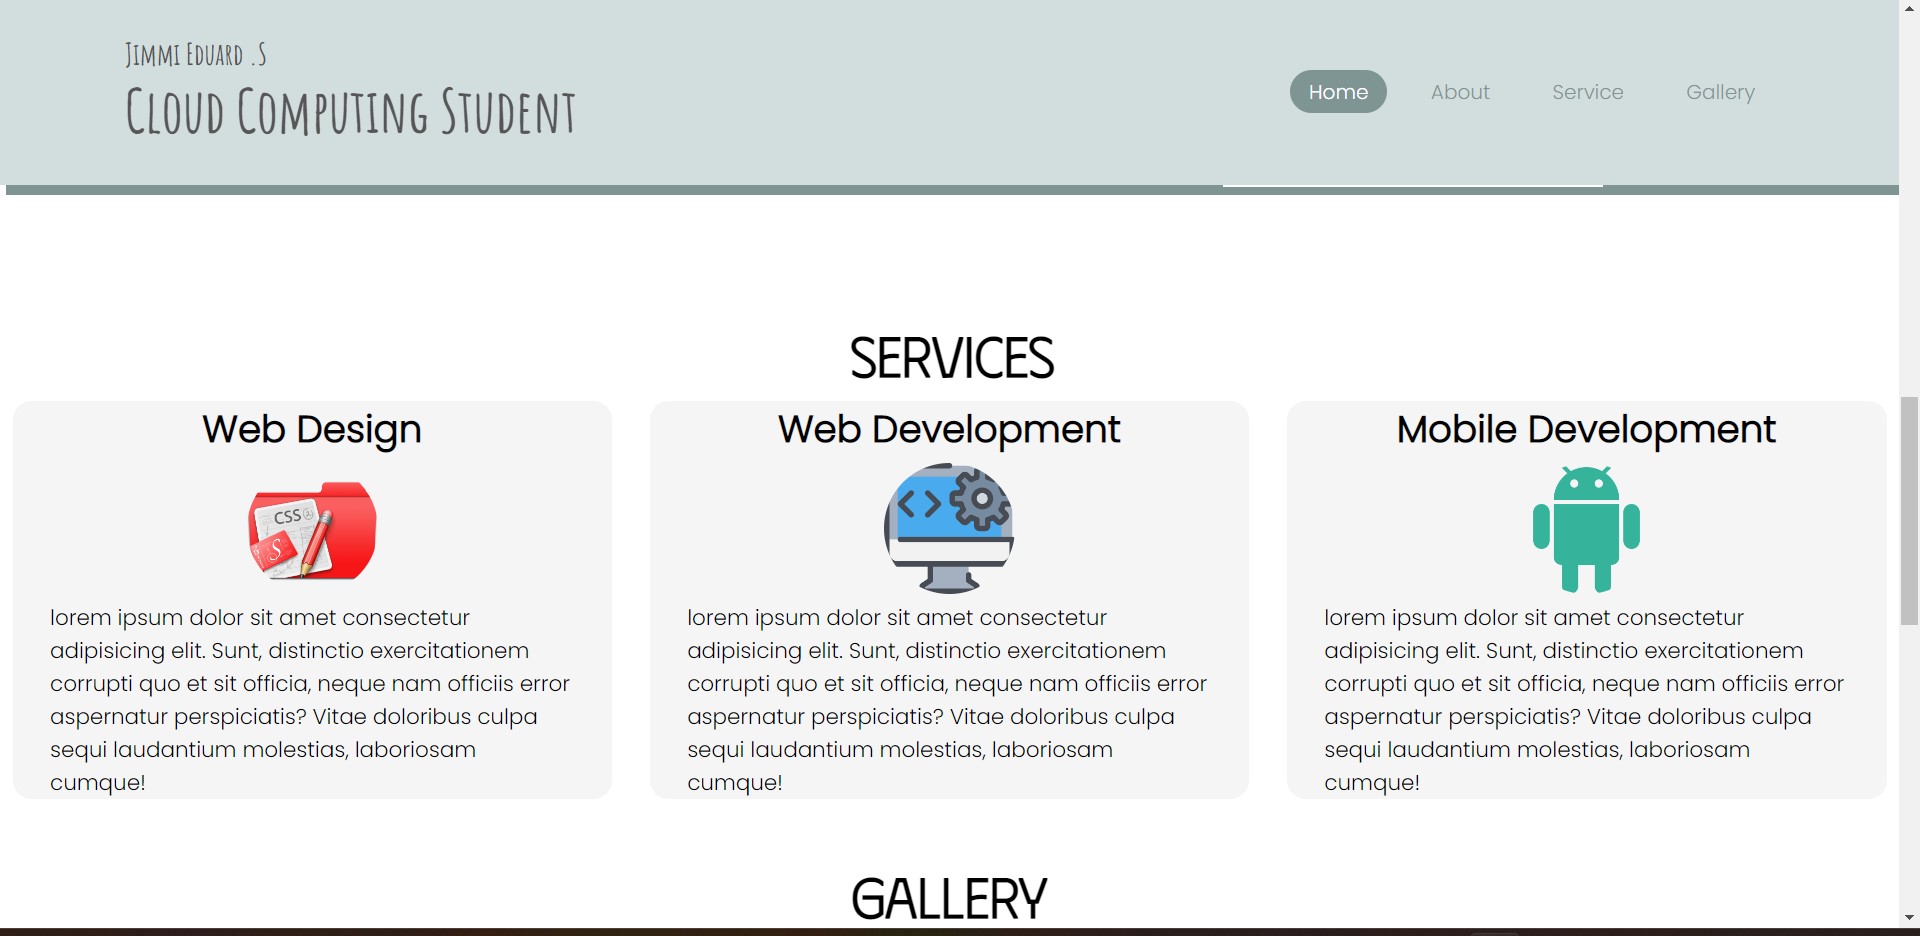 Jimmi Eduard .S
Cloud Computing Student
Home
About
Service
Gallery
SERVICES
Web Design
CSS
S
lorem ipsum dolor sit amet consectetur
adipisicing elit. Sunt, distinctio exercitationem
corrupti quo et sit officia, neque nam officiis error
aspernatur perspiciatis? Vitae doloribus culpa
sequi laudantium molestias, laboriosam
cumque!
Web Development
lorem ipsum dolor sit amet consectetur
adipisicing elit. Sunt, distinctio exercitationem
corrupti quo et sit officia, neque nam officiis error
aspernatur perspiciatis? Vitae doloribus culpa
sequi laudantium molestias, laboriosam
cumque!
Mobile Development
lorem ipsum dolor sit amet consectetur
adipisicing elit. Sunt, distinctio exercitationem
corrupti quo et sit officia, neque nam officiis error
aspernatur perspiciatis? Vitae doloribus culpa
sequi laudantium molestias, laboriosam
cumque!
GALLERY